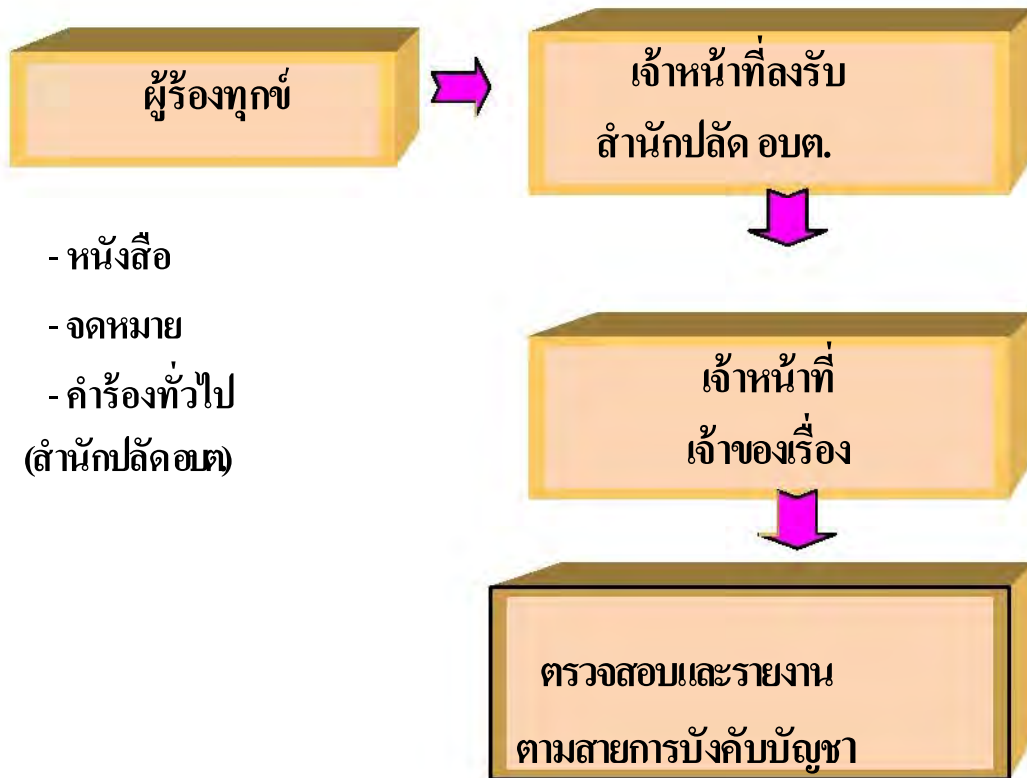 ผู้ร้องทุกข์
เจ้าหน้าที่ลงรับ
สำนักปลัด อบต.
- หนังสือ
- จดหมาย
- คำร้องทั่วไป
(สำนักปลัดอบต)
เจ้าหน้าที่
เจ้าของเรื่อง
ตรวจสอบและรายงาน
ตามสายการบังคับบัญชา